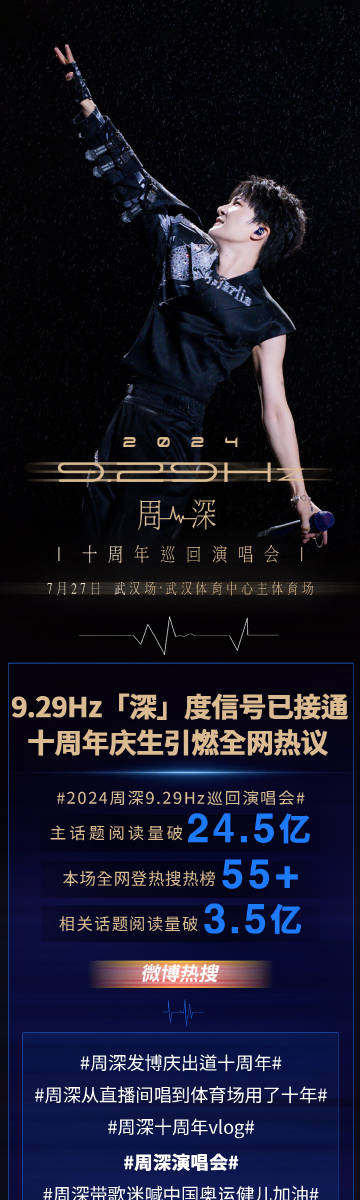 2024
9.29Hz
周深
十周年巡回演唱会
7月27日 武汉场·武汉体育中心主体育场
9.29Hz「深」度信号已接通
十周年庆生引燃全网热议
#2024周深9.29Hz巡回演唱会#
主话题阅读量破24.5亿
本场全网登热搜热榜55+
相关话题阅读量破3.5亿
微博热搜
#周深发博庆出道十周年#
#周深从直播间唱到体育场用了十年#
#周深十周年vlog#
#周深演唱会#
#周深带歌迷喊中国奥运健儿加油#